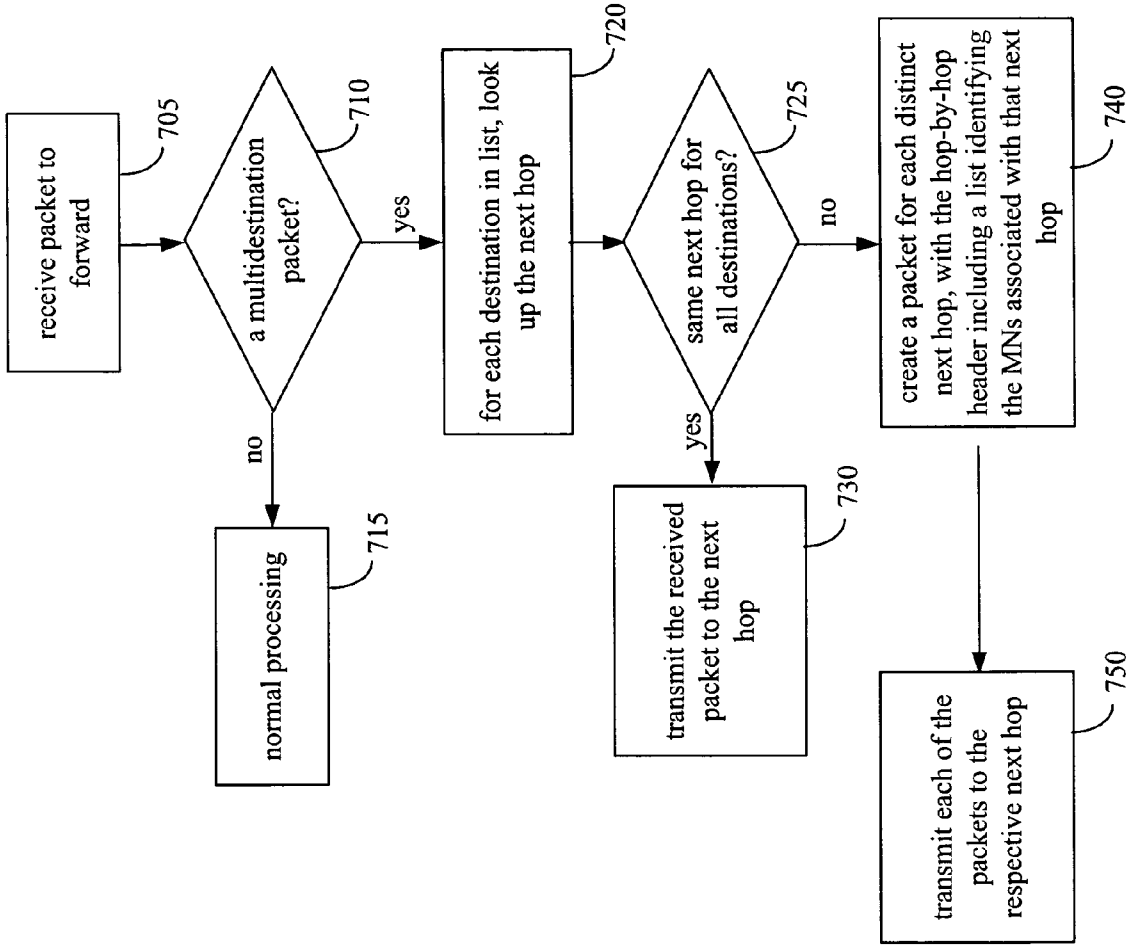 receive packet to
forward
705
a multidestination
packet?
710
no
normal processing
715
yes
for each destination in list, look
up the next hop
720
same next hop for
all destinations?
725
yes
transmit the received
packet to the next
hop
730
no
create a packet for each distinct
next hop, with the hop-by-hop
header including a list identifying
the MNs associated with that next
hop
740
transmit each of the
packets to the
respective next hop
750